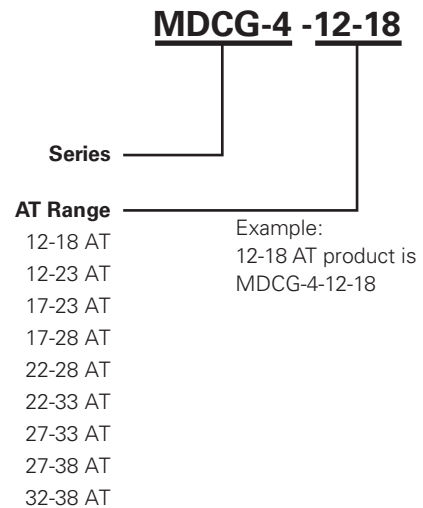 MDCG-4 -12-18
Series
AT Range
12-18 AT
12-23 AT
17-23 AT
17-28 AT
22-28 AT
22-33 AT
27-33 AT
27-38 AT
32-38 AT
Example:
12-18 AT product is
MDCG-4-12-18